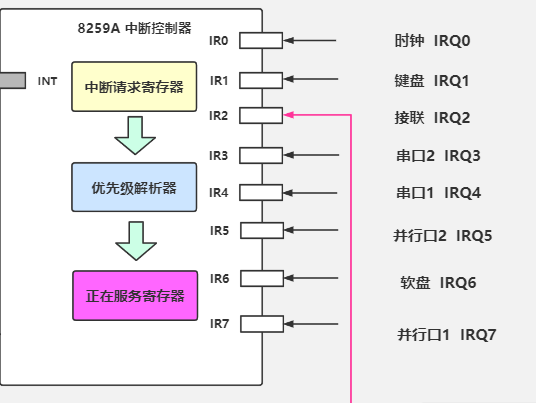 8259A 中断控制器
INT
中断请求寄存器
优先级解析器
正在服务寄存器
IR0
时钟 IRQ0
IR1
键盘 IRQ1
IR2
接联 IRQ2
IR3
串口2 IRQ3
IR4
串口1 IRQ4
IR5
并行口2 IRQ5
IR6
软盘 IRQ6
IR7
并行口1 IRQ7